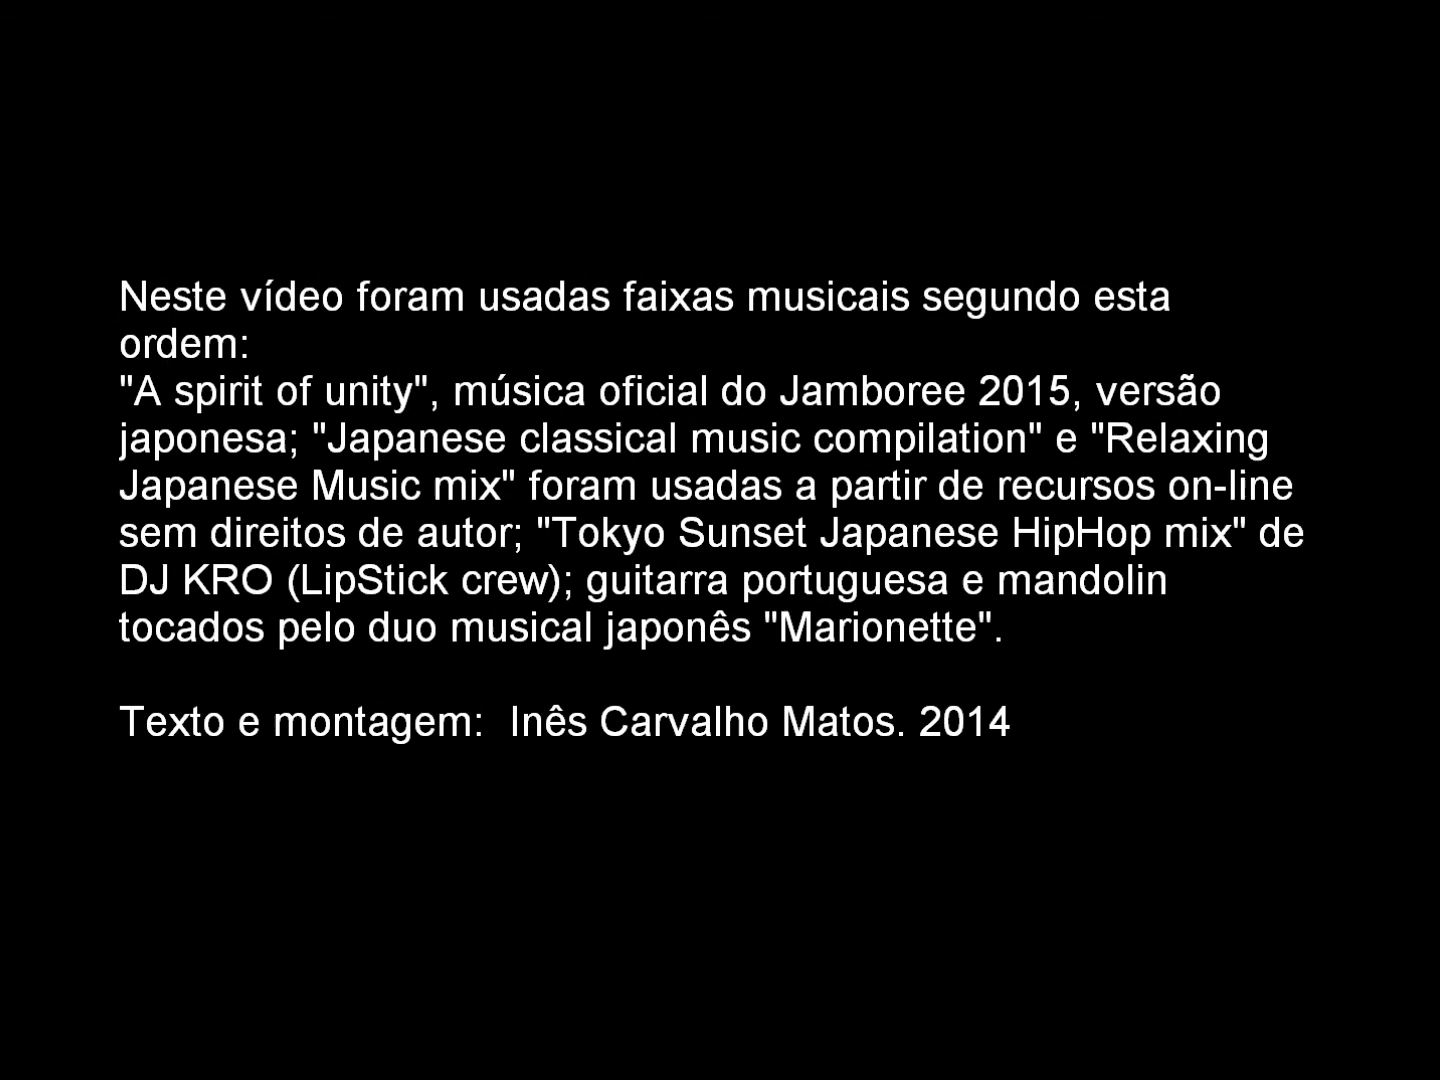 Neste vídeo foram usadas faixas musicais segundo esta
ordem:
"A spirit of unity", música oficial do Jamboree 2015, versão
japonesa; "Japanese classical music compilation" e "Relaxing
Japanese Music mix" foram usadas a partir de recursos on-line
sem direitos de autor; "Tokyo Sunset Japanese HipHop mix" de
DJ KRO (LipStick crew); guitarra portuguesa e mandolin
tocados pelo duo musical japonês "Marionette".
Texto e montagem:  Inês Carvalho Matos. 2014